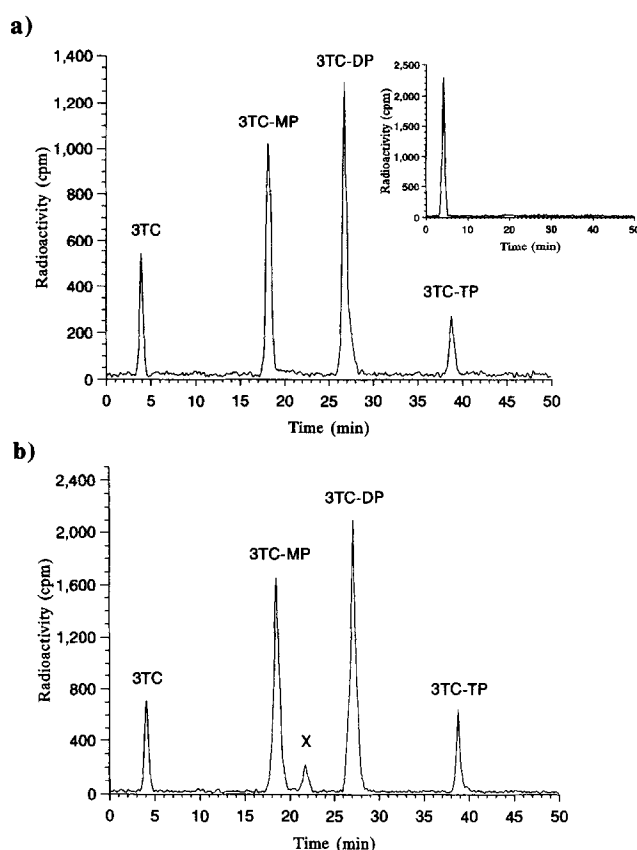 a)
1,400
1,200
1,000
800
600
400
200
0
Radioactivity (cpm)
3TC
3TC-MP
3TC-DP
3TC-TP
0 5 10 15 20 25 30 35 40 45 50
Time (min)
2,500
2,000
1,500
1,000
500
0
Radioactivity (cpm)
0 10 20 30 40 50
Time (min)
b)
2,400
2,000
1,600
1,200
800
400
0
Radioactivity (cpm)
3TC
3TC-MP
X
3TC-DP
3TC-TP
0 5 10 15 20 25 30 35 40 45 50
Time (min)